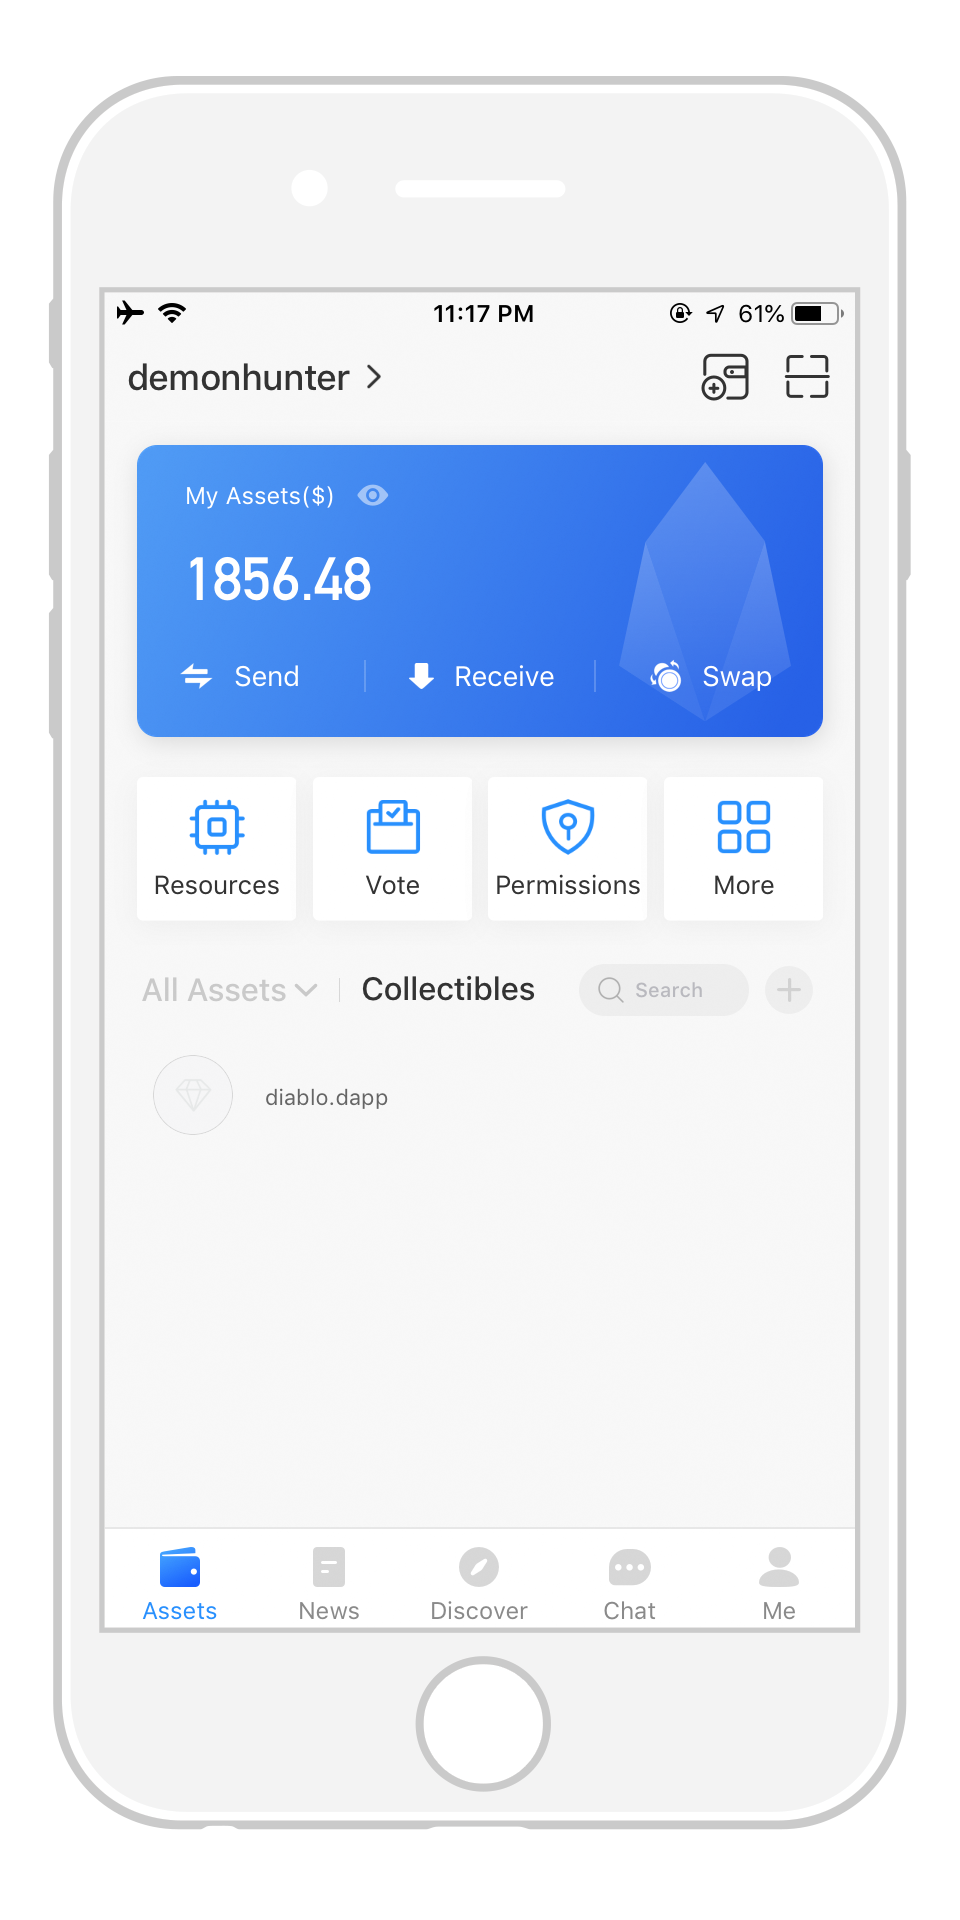 11:17 PM 61%
demonhunter
My Assets($)
1856.48
Send Receive Swap
Resources Vote Permissions More
All Assets Collectibles Search
diablo.dapp
Assets News Discover Chat Me